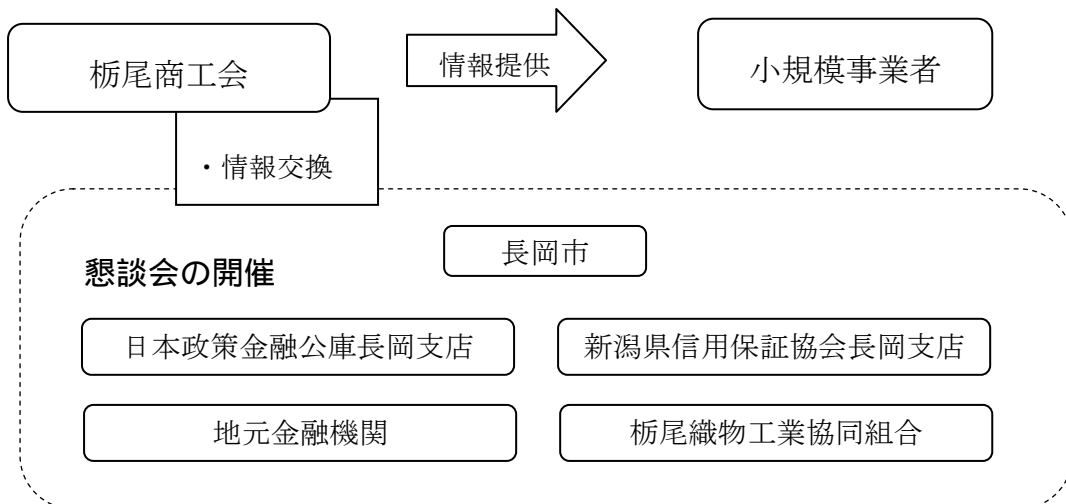 栃尾商工会
情報提供
小規模事業者
・情報交換
長岡市
懇談会の開催
日本政策金融公庫長岡支店
新潟県信用保証協会長岡支店
地元金融機関
栃尾織物工業協同組合